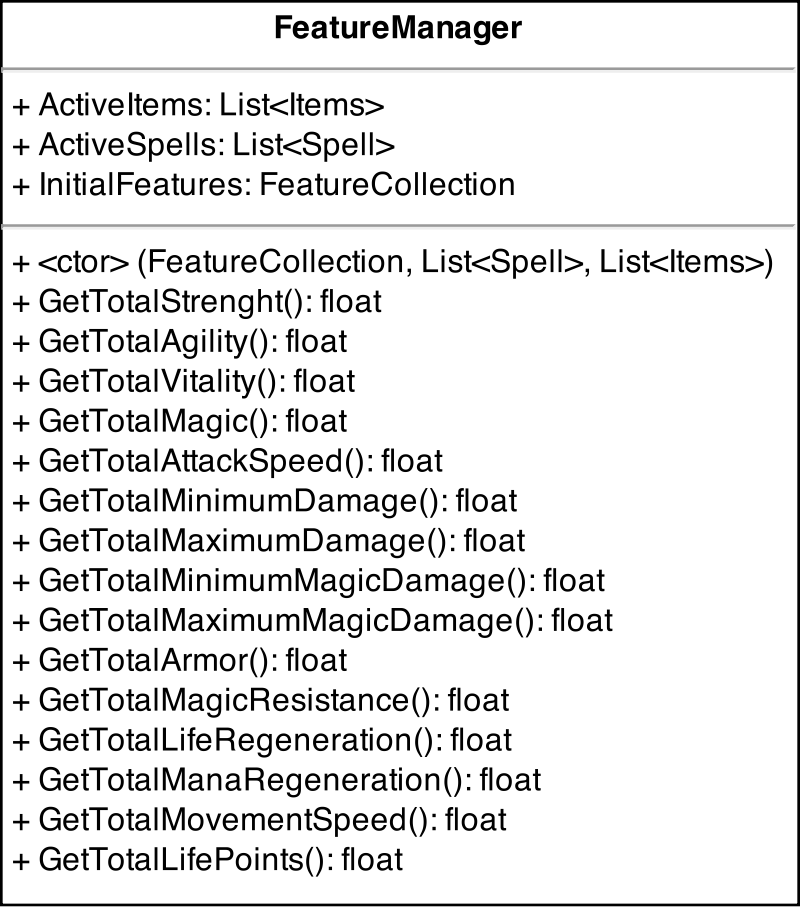 FeatureManager
+ ActiveItems: List<Items>
+ ActiveSpells: List<Spell>
+ InitialFeatures: FeatureCollection
+ <ctor> (FeatureCollection, List<Spell>, List<Items>)
+ GetTotalStrenght(): float
+ GetTotalAgility(): float
+ GetTotalVitality(): float
+ GetTotalMagic(): float
+ GetTotalAttackSpeed(): float
+ GetTotalMinimumDamage(): float
+ GetTotalMaximumDamage(): float
+ GetTotalMinimumMagicDamage(): float
+ GetTotalMaximumMagicDamage(): float
+ GetTotalArmor(): float
+ GetTotalMagicResistance(): float
+ GetTotalLifeRegeneration(): float
+ GetTotalManaRegeneration(): float
+ GetTotalMovementSpeed(): float
+ GetTotalLifePoints(): float